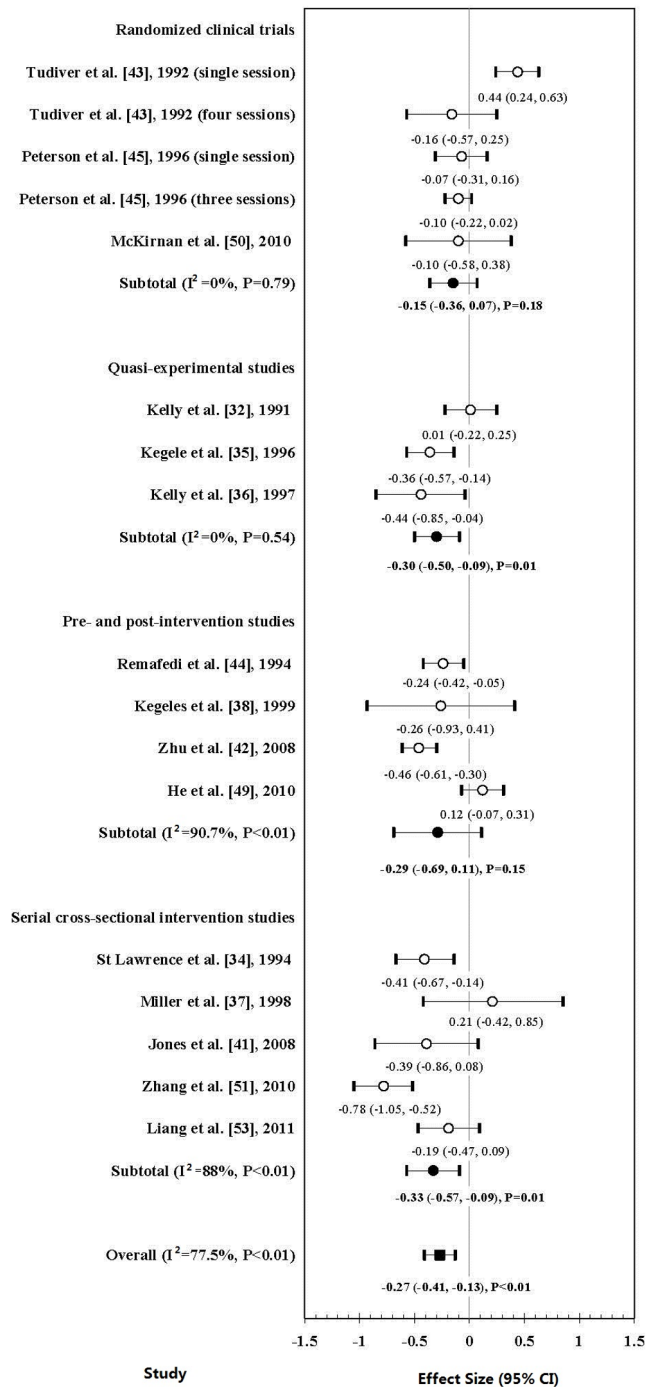 Randomized clinical trials
Tudiver et al. [43], 1992 (single session)
0.44 (0.24, 0.63)
Tudiver et al. [43], 1992 (four sessions)
-0.16 (-0.57, 0.25)
Peterson et al. [45], 1996 (single session)
-0.07 (-0.31, 0.16)
Peterson et al. [45], 1996 (three sessions)
-0.10 (-0.22, 0.02)
McKirnan et al. [50], 2010
-0.10 (-0.58, 0.38)
Subtotal (I² =0%, P=0.79)
-0.15 (-0.36, 0.07), P=0.18
Quasi-experimental studies
Kelly et al. [32], 1991
0.01 (-0.22, 0.25)
Kegele et al. [35], 1996
-0.36 (-0.57, -0.14)
Kelly et al. [36], 1997
-0.44 (-0.85, -0.04)
Subtotal (I²=0%, P=0.54)
-0.30 (-0.50, -0.09), P=0.01
Pre- and post-intervention studies
Remafedi et al. [44], 1994
-0.24 (-0.42, -0.05)
Kegeles et al. [38], 1999
-0.26 (-0.93, 0.41)
Zhu et al. [42], 2008
-0.46 (-0.61, -0.30)
He et al. [49], 2010
0.12 (-0.07, 0.31)
Subtotal (I²=90.7%, P<0.01)
-0.29 (-0.69, 0.11), P=0.15
Serial cross-sectional intervention studies
St Lawrence et al. [34], 1994
-0.41 (-0.67, -0.14)
Miller et al. [37], 1998
0.21 (-0.42, 0.85)
Jones et al. [41], 2008
-0.39 (-0.86, 0.08)
Zhang et al. [51], 2010
-0.78 (-1.05, -0.52)
Liang et al. [53], 2011
-0.19 (-0.47, 0.09)
Subtotal (I²=88%, P<0.01)
-0.33 (-0.57, -0.09), P=0.01
Overall (I²=77.5%, P<0.01)
-0.27 (-0.41, -0.13), P<0.01
-1.5 -1 -0.5 0 0.5 1 1.5
Study Effect Size (95% CI)